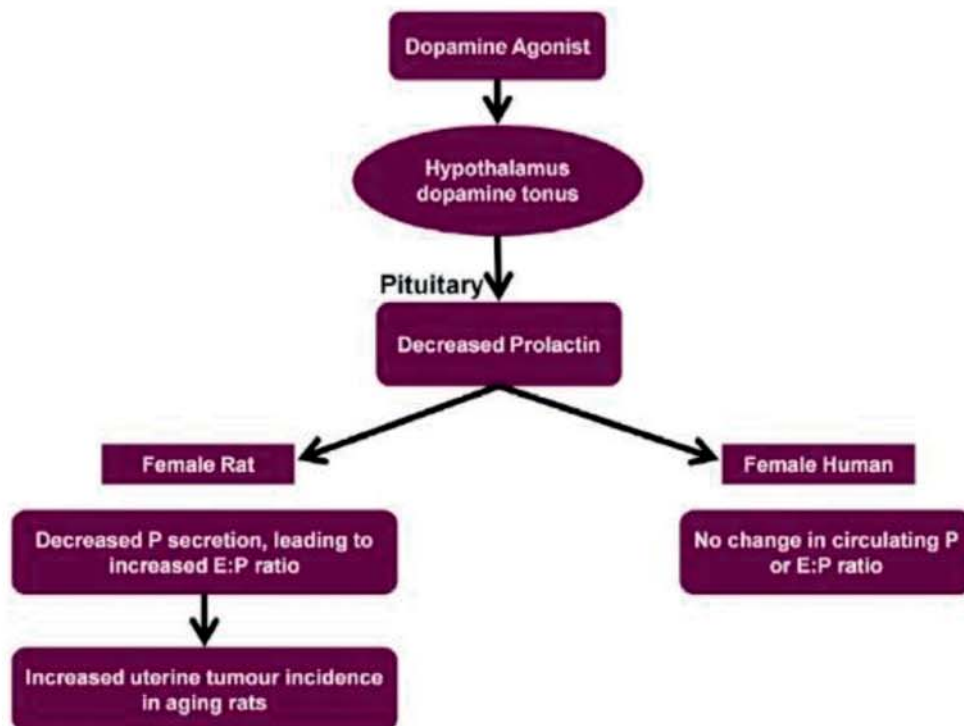 Dopamine Agonist
Hypothalamus
dopamine tonus
Pituitary
Decreased Prolactin
Female Rat
Female Human
Decreased P secretion, leading to
increased E:P ratio
No change in circulating P
or E:P ratio
Increased uterine tumour incidence
in aging rats